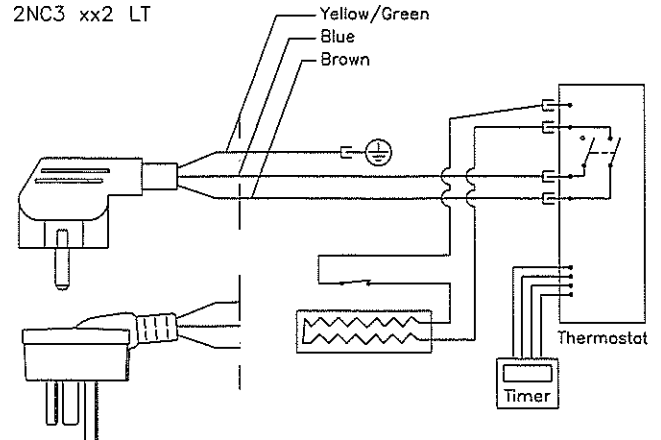 2NC3 xx2 LT
Yellow/Green
Blue
Brown
Thermostat
Timer